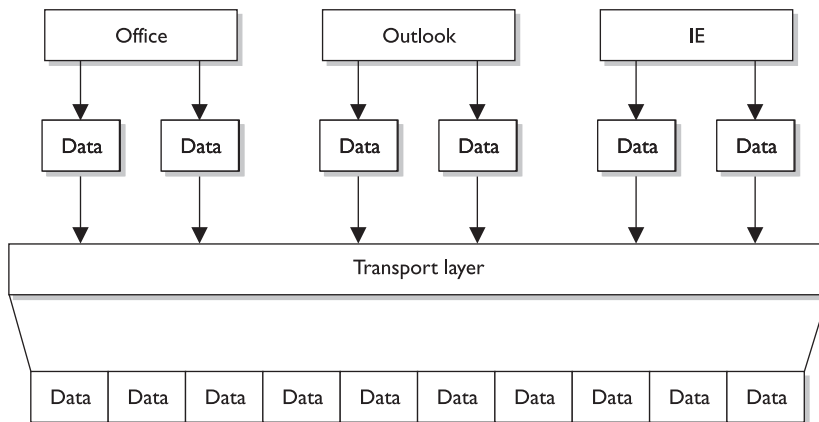 Office Outlook IE
Data Data Data Data Data Data
Transport layer
Data Data Data Data Data Data Data Data Data Data